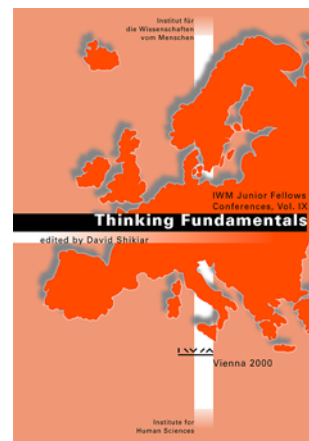 Institut für
die Wissenschaften
vom Menschen
IWM Junior Fellows
Conferences, Vol. IX
Thinking Fundamentals
edited by David Shikiar
Vienna 2000
Institute for
Human Sciences